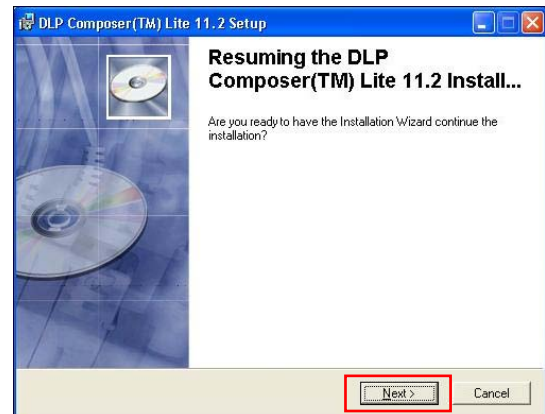 DLP Composer(TM) Lite 11.2 Setup
Resuming the DLP
Composer(TM) Lite 11.2 Install...
Are you ready to have the Installation Wizard continue the
installation?
Next > Cancel